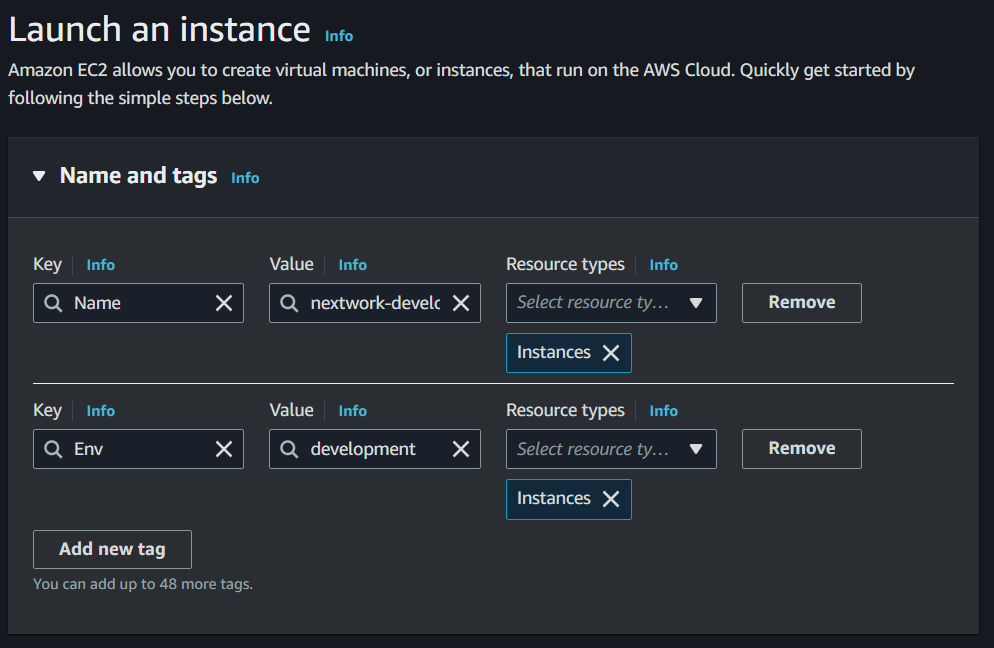 Launch an instance Info
Amazon EC2 allows you to create virtual machines, or instances, that run on the AWS Cloud. Quickly get started by
following the simple steps below.
Name and tags Info
Key Info Value Info Resource types Info
Name nextwork-develo Select resource ty... Remove
Instances
Key Info Value Info Resource types Info
Env development Select resource ty... Remove
Instances
Add new tag
You can add up to 48 more tags.